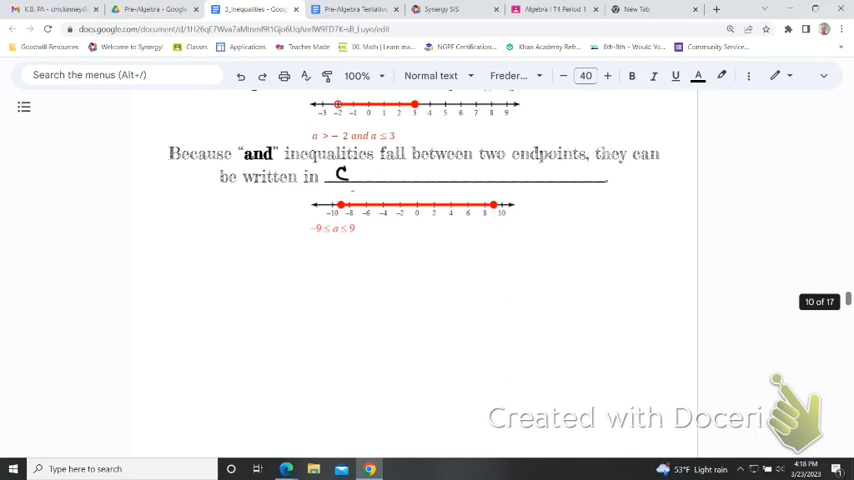 K.B. PA - cmckinney@
Pre-Algebra - Google
3_Inequalities - Goog
Pre-Algebra Tentative
Synergy SIS
Algebra I T4 Period 1
New Tab
Goodwill Resources
Welcome to Synergy!
Classes
Applications
Teacher Made
00. Math | Learn ma...
NGPF Certification...
Khan Academy Refr...
6th-8th – Would Yo...
Community Service...
Search the menus (Alt+/)
100%
Normal text
Freder...
40
B I U A
-3 -2 -1 0 1 2 3 4 5 6 7 8 9
a > − 2 and a ≤ 3
Because “and” inequalities fall between two endpoints, they can
be written in C
-10 -8 -6 -4 -2 0 2 4 6 8 10
−9 ≤ a ≤ 9
10 of 17
Created with Doceri
Type here to search
53°F Light rain
4:18 PM
3/23/2023